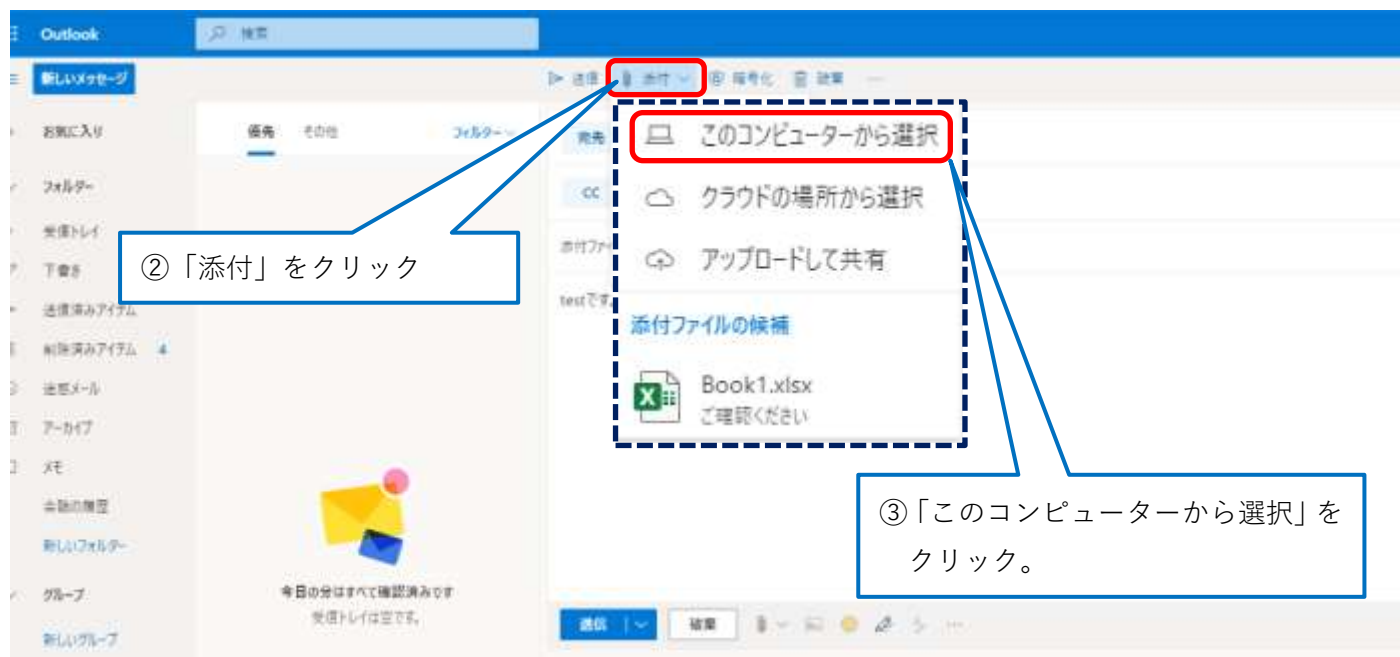 Outlook
検索
新しいメッセージ
送信 添付 暗号化 破棄 ...
お気に入り
優先 その他 フィルター
宛先
このコンピューターから選択
フォルダー
CC
クラウドの場所から選択
受信トレイ
添付ファイ
アップロードして共有
下書き
②「添付」をクリック
送信済みアイテム
testです。
添付ファイルの候補
削除済みアイテム 4
迷惑メール
Book1.xlsx
ご確認ください
アーカイブ
メモ
会話の履歴
③「このコンピューターから選択」を
クリック。
新しいフォルダー
グループ
今日の分はすべて確認済みです
受信トレイは空です。
送信 破棄 ...
新しいグループ